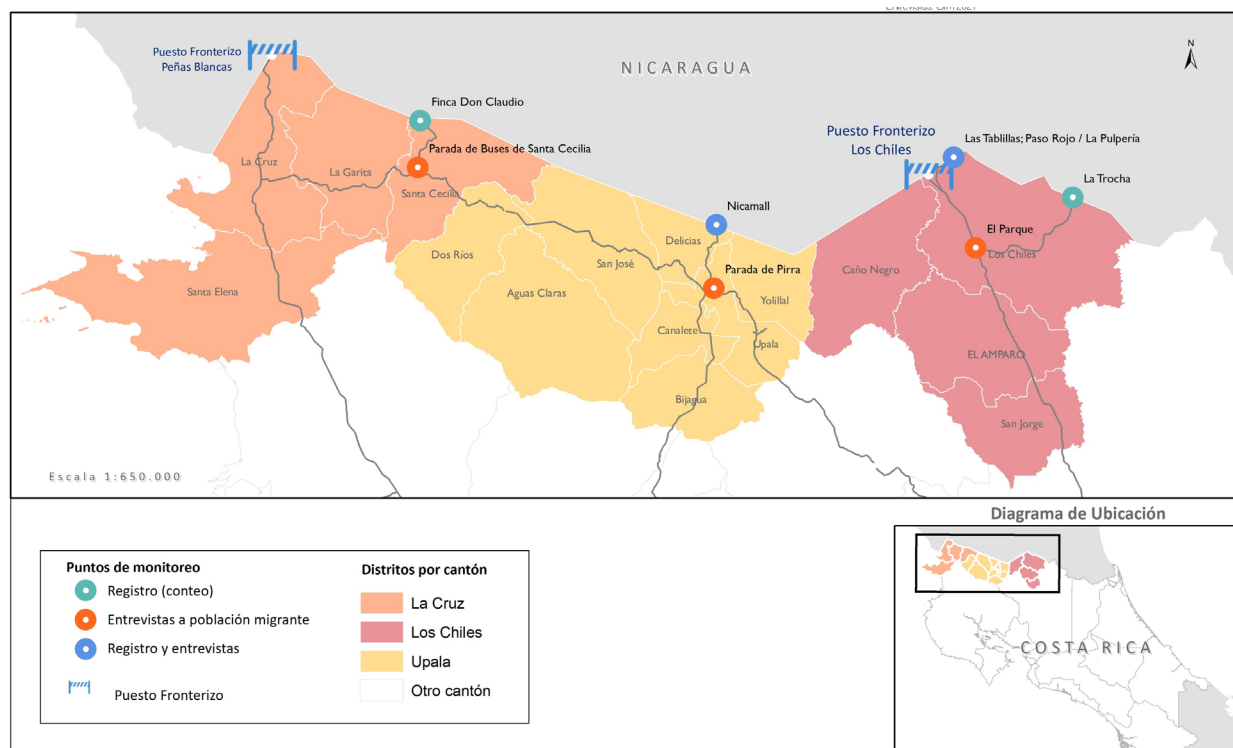 Puesto Fronterizo
Peñas Blancas
NICARAGUA
N
Finca Don Claudio
Puesto Fronterizo
Los Chiles
Las Tablillas; Paso Rojo / La Pulpería
Parada de Buses de Santa Cecilia
La Cruz
La Garita
Santa Cecilia
La Trocha
Nicamall
El Parque
Los Chiles
Delicias
Dos Ríos
San José
Parada de Pirra
Caño Negro
Santa Elena
Aguas Claras
Yolillal
Canalete
Upala
EL AMPARO
Bijagua
San Jorge
Escala 1:650.000
Diagrama de Ubicación
COSTA RICA
Puntos de monitoreo
Registro (conteo)
Entrevistas a población migrante
Registro y entrevistas
Puesto Fronterizo
Distritos por cantón
La Cruz
Los Chiles
Upala
Otro cantón